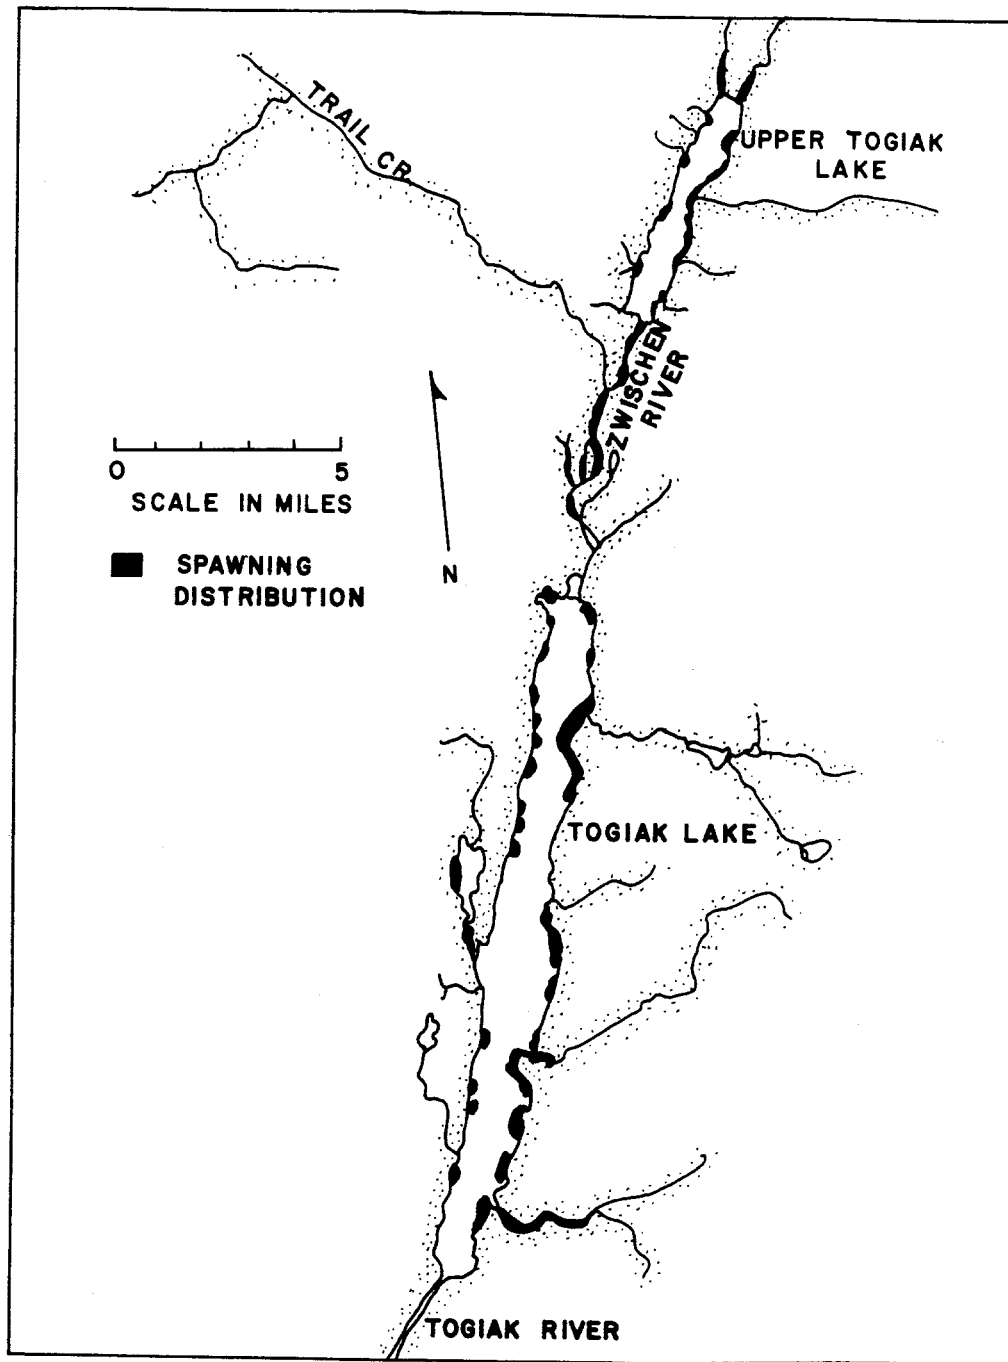 TRAIL CR.
UPPER TOGIAK
LAKE
ZWISCHEN
RIVER
0 5
SCALE IN MILES
SPAWNING
DISTRIBUTION
N
TOGIAK LAKE
TOGIAK RIVER